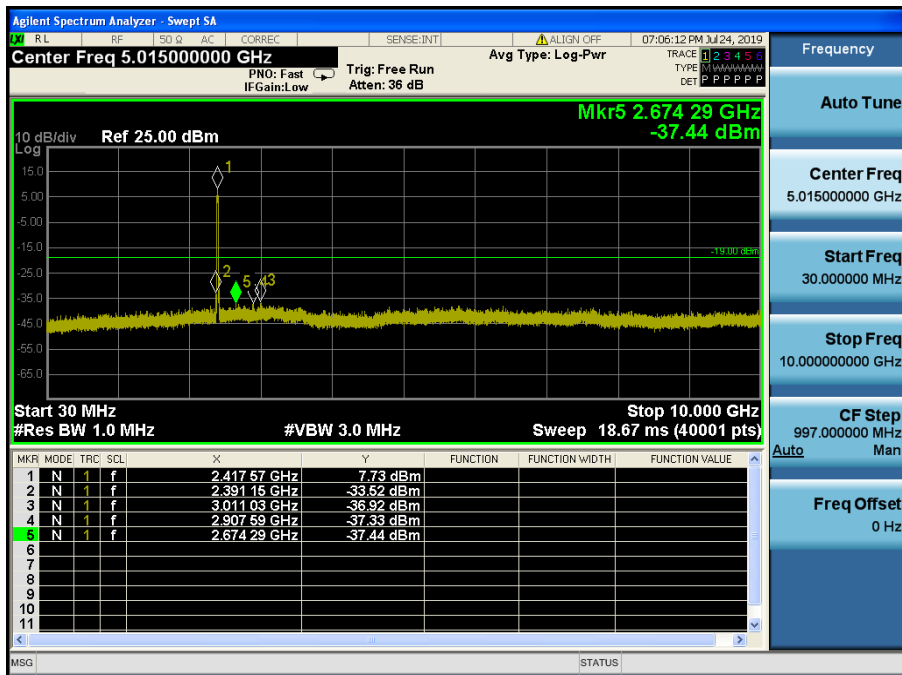 Agilent Spectrum Analyzer - Swept SA
LXI RL RF 50 Ω AC CORREC SENSE:INT ALIGN OFF 07:06:12 PM Jul 24, 2019
Center Freq 5.015000000 GHz
PNO: Fast
IFGain:Low
Trig: Free Run
Atten: 36 dB
Avg Type: Log-Pwr
TRACE 1 2 3 4 5 6
TYPE M W W W W W
DET P P P P P P
Mkr5 2.674 29 GHz
-37.44 dBm
10 dB/div Ref 25.00 dBm
Log
15.0
5.00
-5.00
-15.0
-25.0
-35.0
-45.0
-55.0
-65.0
1
2
5
4
3
-19.00 dBm
Start 30 MHz Stop 10.000 GHz
#Res BW 1.0 MHz #VBW 3.0 MHz Sweep 18.67 ms (40001 pts)
MKR MODE TRC SCL X Y FUNCTION FUNCTION WIDTH FUNCTION VALUE
1 N 1 f 2.417 57 GHz 7.73 dBm
2 N 1 f 2.391 15 GHz -33.52 dBm
3 N 1 f 3.011 03 GHz -36.92 dBm
4 N 1 f 2.907 59 GHz -37.33 dBm
5 N 1 f 2.674 29 GHz -37.44 dBm
6
7
8
9
10
11
MSG STATUS
Frequency
Auto Tune
Center Freq
5.015000000 GHz
Start Freq
30.000000 MHz
Stop Freq
10.000000000 GHz
CF Step
997.000000 MHz
Auto Man
Freq Offset
0 Hz